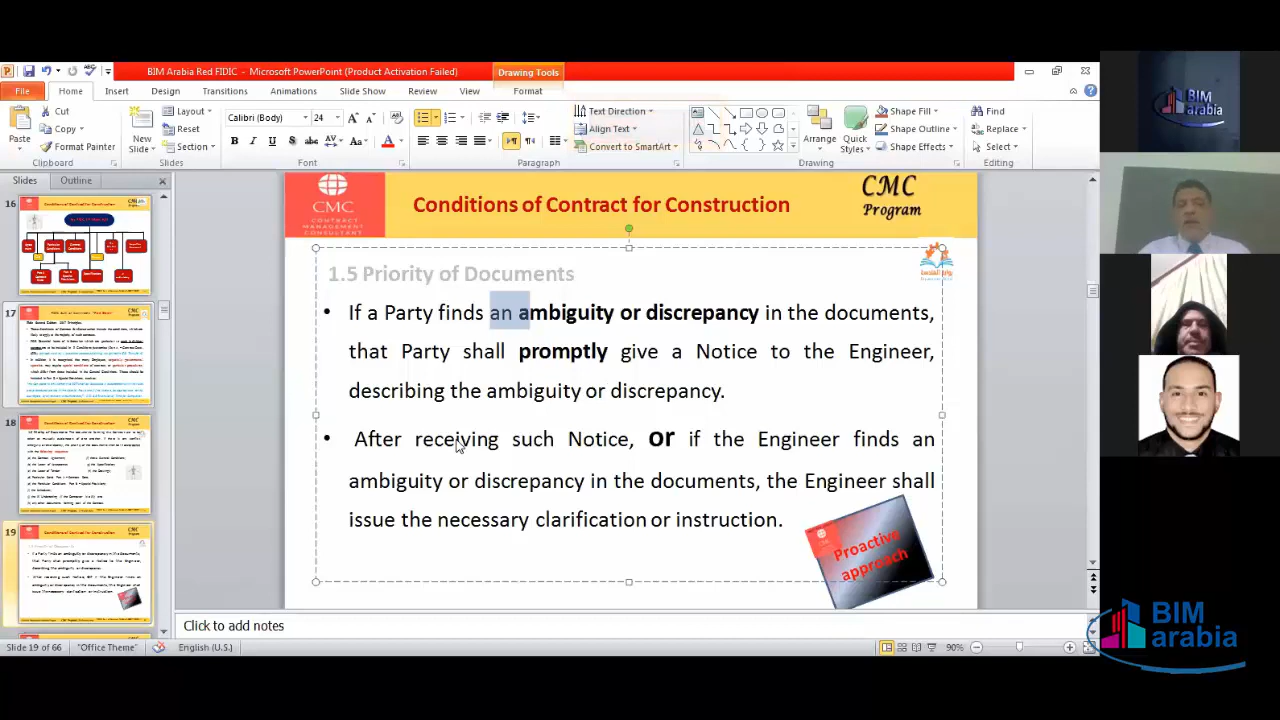 BIM Arabia Red FIDIC - Microsoft PowerPoint (Product Activation Failed)
Drawing Tools
File
Home
Insert
Design
Transitions
Animations
Slide Show
Review
View
Format
Paste
Cut
Copy
Format Painter
Clipboard
New
Slide
Layout
Reset
Section
Slides
Calibri (Body)
24
Font
Text Direction
Align Text
Convert to SmartArt
Paragraph
Arrange
Quick
Styles
Shape Fill
Shape Outline
Shape Effects
Drawing
Find
Replace
Select
Editing
Slides
Outline
16
17
18
19
CMC
CONTRACT
MANAGEMENT
CONSULTANT
Conditions of Contract for Construction
CMC
Program
1.5 Priority of Documents
• If a Party finds an ambiguity or discrepancy in the documents,
that Party shall promptly give a Notice to the Engineer,
describing the ambiguity or discrepancy.
• After receiving such Notice, or if the Engineer finds an
ambiguity or discrepancy in the documents, the Engineer shall
issue the necessary clarification or instruction.
Proactive
approach
Click to add notes
Slide 19 of 66
"Office Theme"
English (U.S.)
90%
BIM
arabia
BIM
arabia